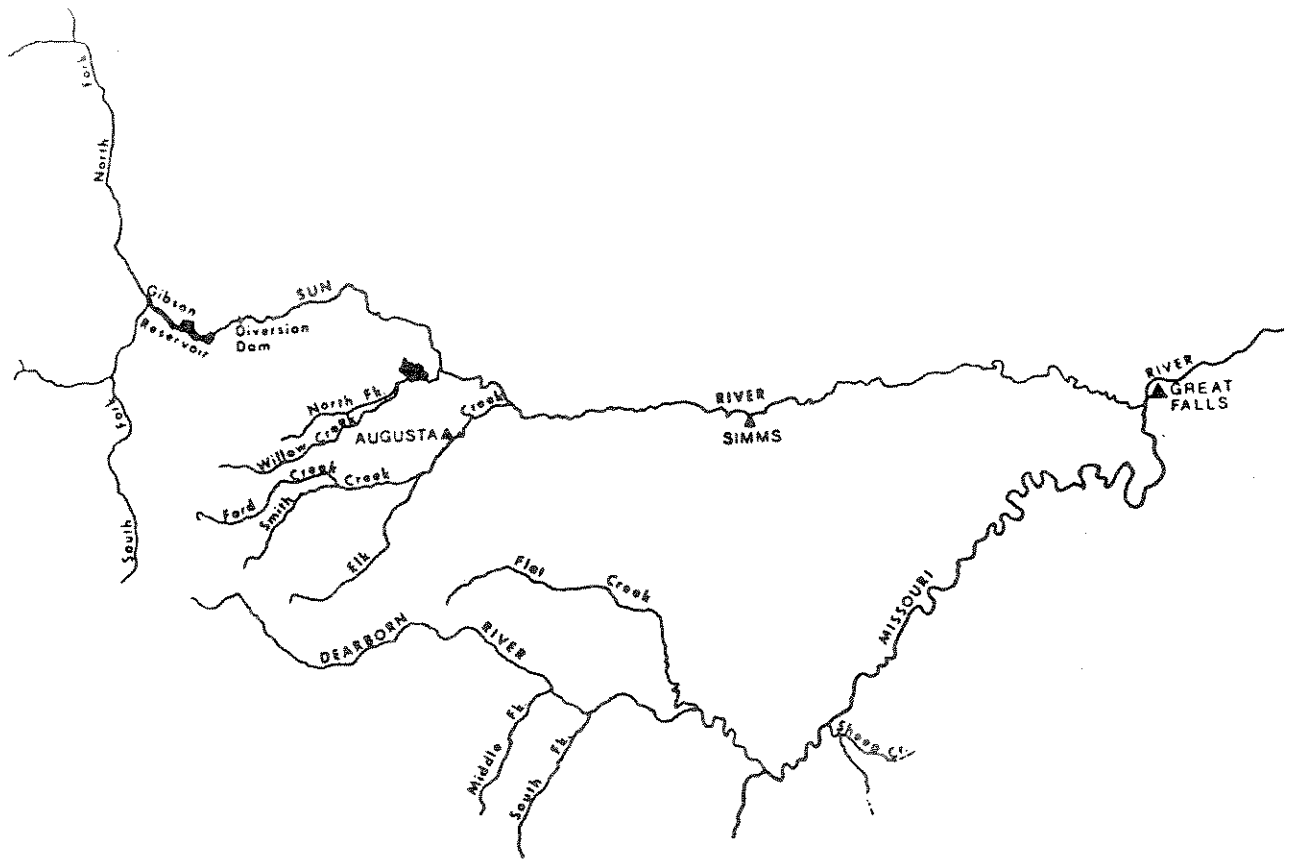 Fork
North
Gibson
Reservoir
SUN
Diversion
Dam
Fork
South
North Fk.
Willow Creek
AUGUSTA
Creek
Ford Creek
Smith Creek
Elk
RIVER
SIMMS
RIVER
GREAT
FALLS
MISSOURI
Flat Creek
DEARBORN RIVER
Middle Fk.
South Fk.
Sheep Cr.